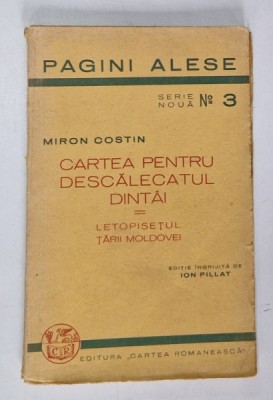 PAGINI ALESE
SERIE
NOUĂ № 3
MIRON COSTIN
CARTEA PENTRU
DESCĂLECATUL
DINTÂI
=
LETOPISEȚUL
ȚĂRII MOLDOVEI
EDIȚIE ÎNGRIJITĂ DE
ION PILLAT
EDITURA „CARTEA ROMANEASCĂ"